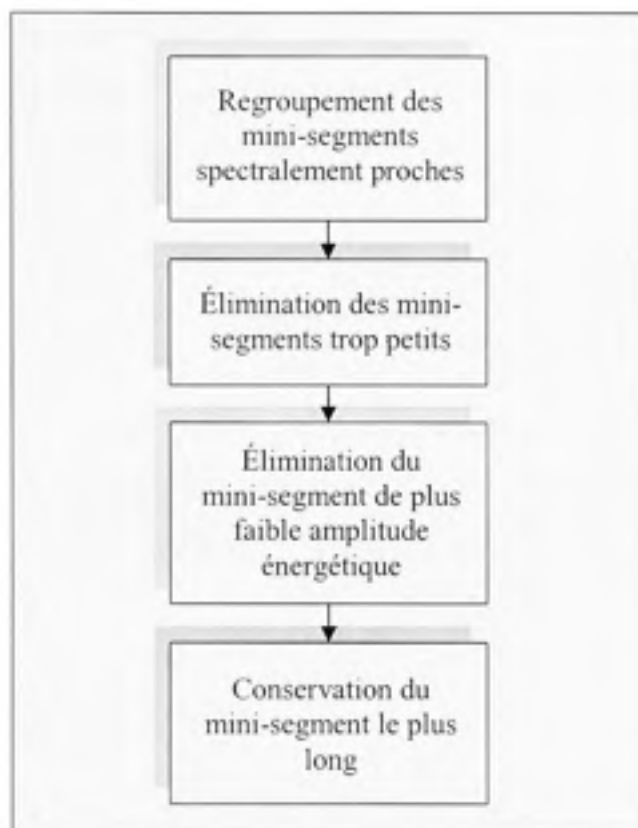 Regroupement des
mini-segments
spectralement proches
Élimination des mini-
segments trop petits
Élimination du
mini-segment de plus
faible amplitude
énergétique
Conservation du
mini-segment le plus
long